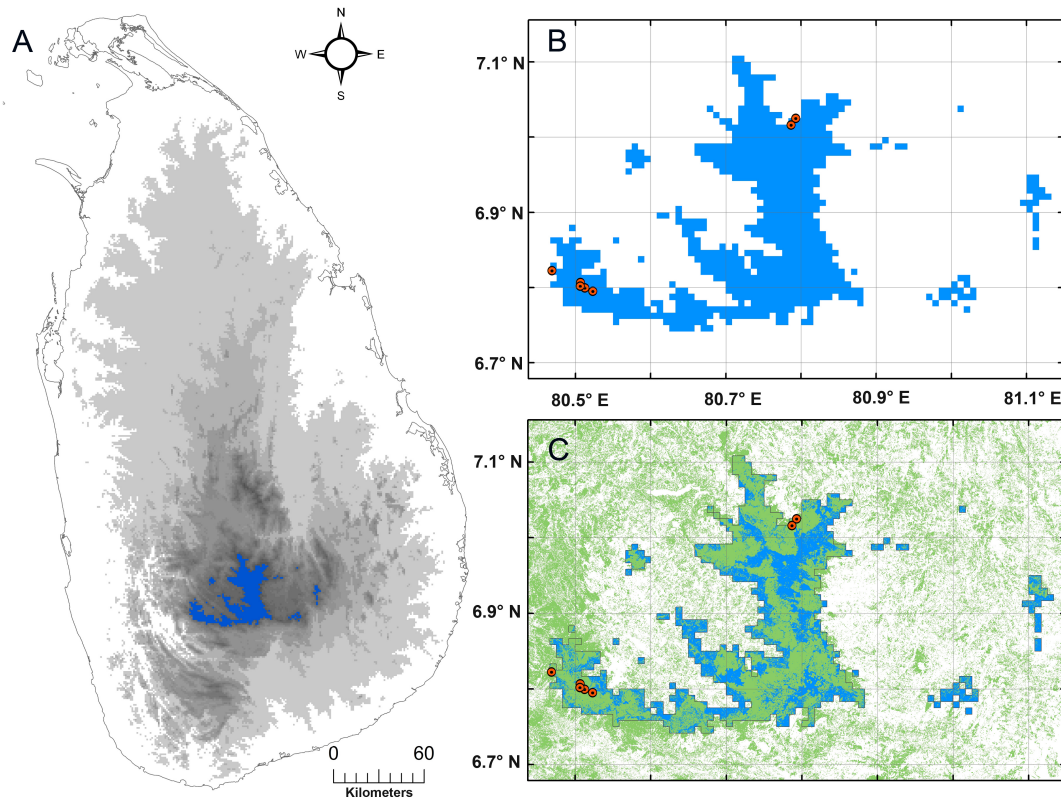 A
N
W
E
S
0
60
Kilometers
B
7.1° N
6.9° N
6.7° N
80.5° E
80.7° E
80.9° E
81.1° E
C
7.1° N
6.9° N
6.7° N